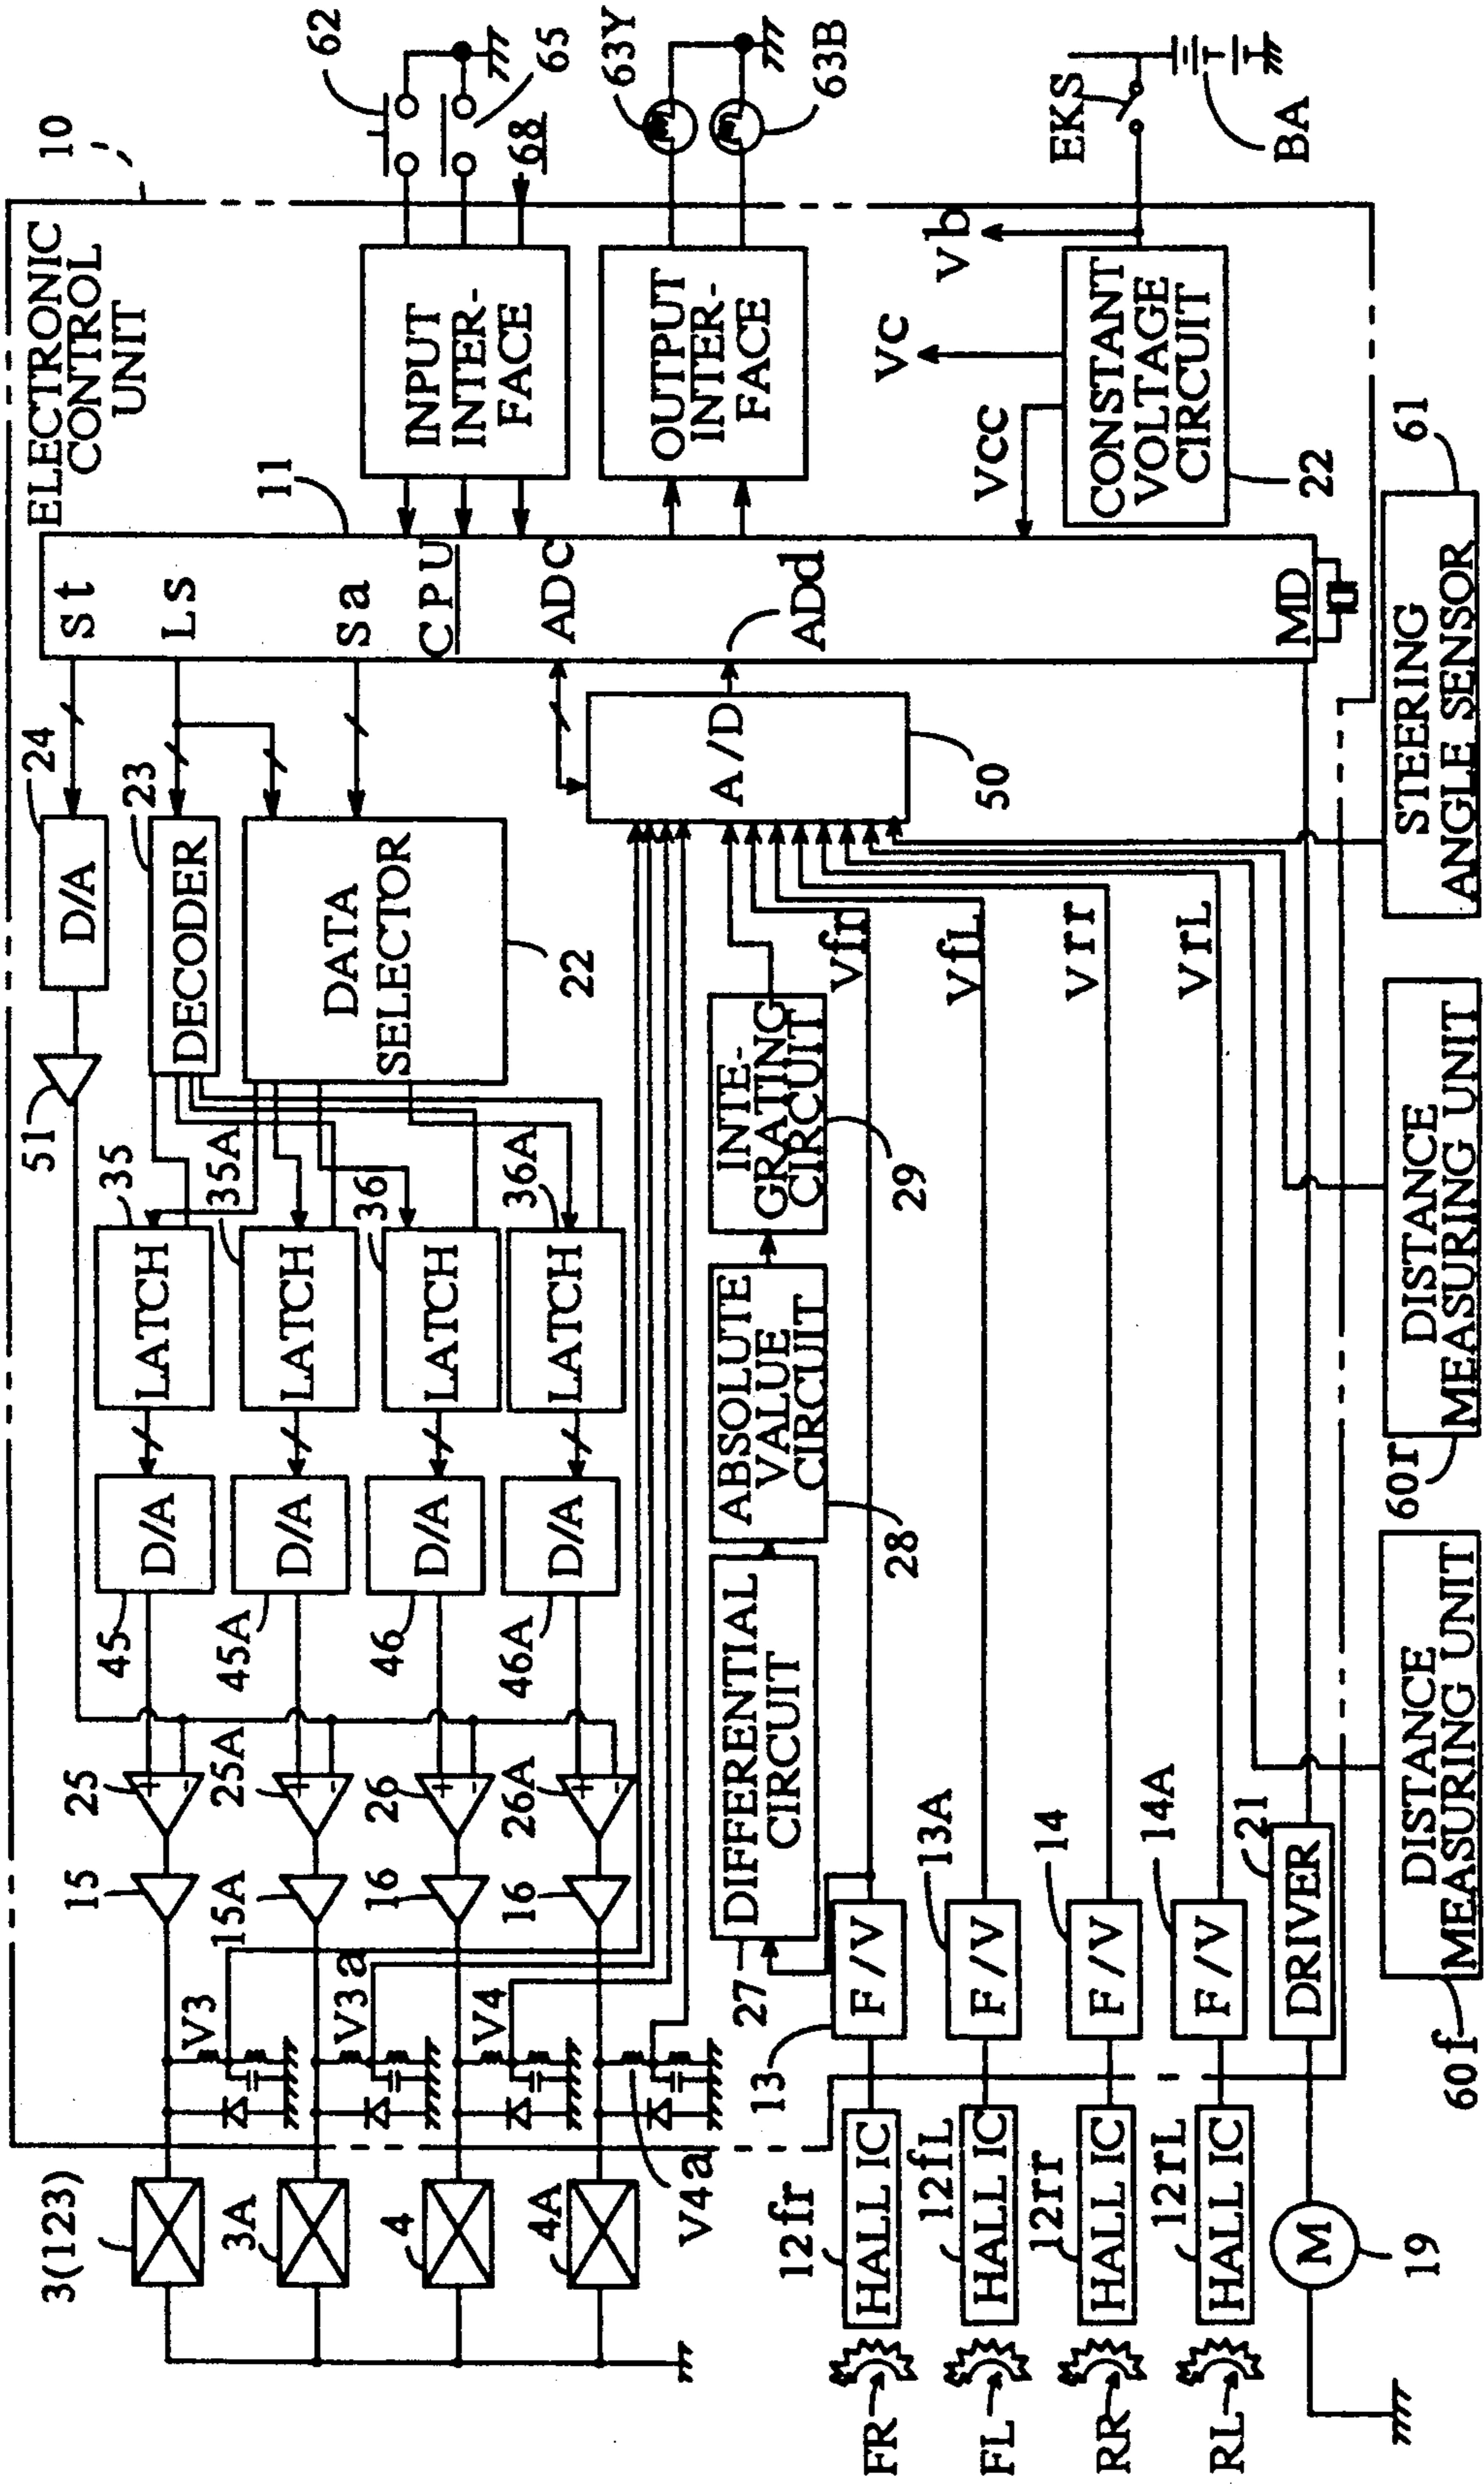 10
ELECTRONIC
CONTROL
UNIT
62
65
68
63Y
63B
EKS
BA
INPUT
INTER-
FACE
OUTPUT
INTER-
FACE
Vb
VC
VCC
CONSTANT
VOLTAGE
CIRCUIT
22
11
St
Ls
Sa
CPU
ADC
ADd
MD
24
D/A
23
DECODER
DATA
SELECTOR
22
A/D
50
61
STEERING
ANGLE SENSOR
51
35
LATCH
35A
LATCH
36
LATCH
36A
LATCH
INTE-
GRATING
CIRCUIT
29
Vfr
VfL
Vrr
VrL
DISTANCE
MEASURING UNIT
60r
45
D/A
45A
D/A
46
D/A
46A
D/A
ABSOLUTE
VALUE
CIRCUIT
28
DIFFERENTIAL
CIRCUIT
27
25
+
-
25A
+
-
26
+
-
26A
+
-
15
15A
16
16
13
F/V
13A
F/V
14
F/V
14A
F/V
21
DRIVER
DISTANCE
MEASURING UNIT
60f
V3
V3a
V4
V4a
3(123)
3A
4
4A
12fr
HALL IC
12fL
HALL IC
12rr
HALL IC
12rL
HALL IC
M
19
FR
FL
RR
RL